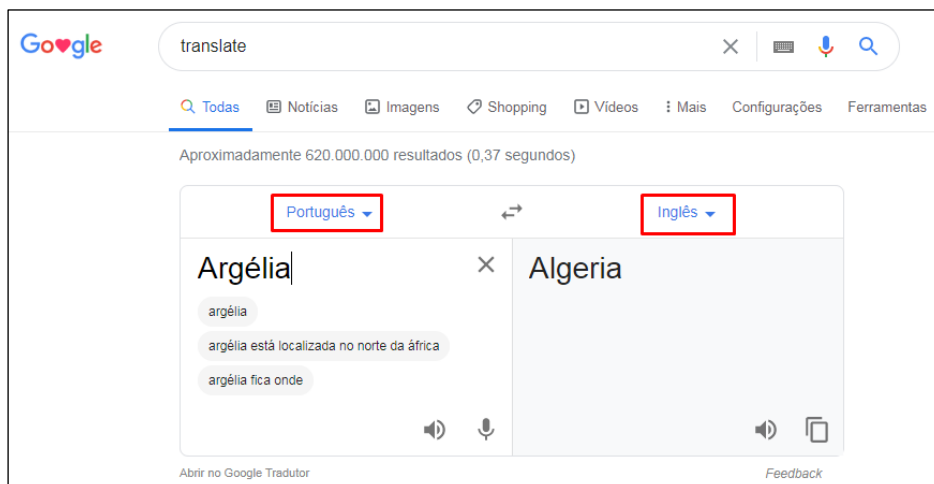 Google
translate
Todas Notícias Imagens Shopping Vídeos Mais Configurações Ferramentas
Aproximadamente 620.000.000 resultados (0,37 segundos)
Português Inglês
Argélia Algeria
argélia
argélia está localizada no norte da áfrica
argélia fica onde
Abrir no Google Tradutor Feedback